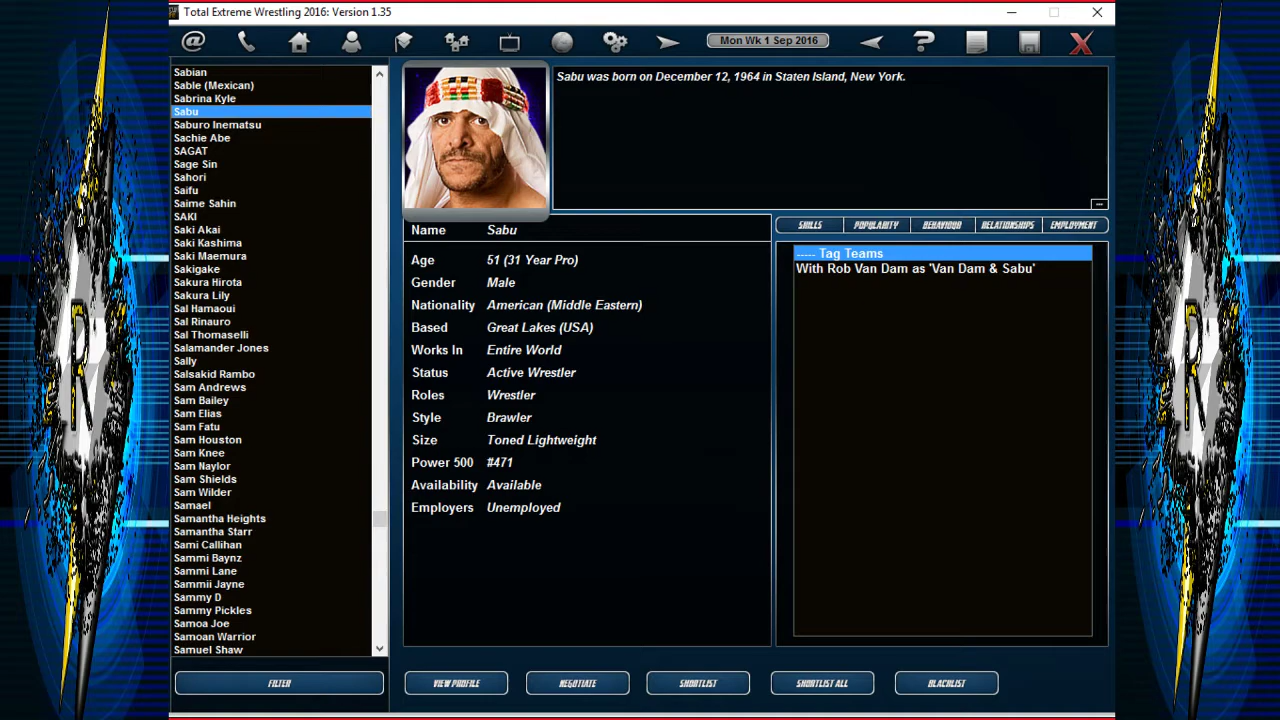 Total Extreme Wrestling 2016: Version 1.35
Mon Wk 1 Sep 2016
Sabian
Sable (Mexican)
Sabrina Kyle
Sabu
Saburo Inematsu
Sachie Abe
SAGAT
Sage Sin
Sahori
Saifu
Saime Sahin
SAKI
Saki Akai
Saki Kashima
Saki Maemura
Sakigake
Sakura Hirota
Sakura Lily
Sal Hamaoui
Sal Rinauro
Sal Thomaselli
Salamander Jones
Sally
Salsakid Rambo
Sam Andrews
Sam Bailey
Sam Elias
Sam Fatu
Sam Houston
Sam Knee
Sam Naylor
Sam Shields
Sam Wilder
Samael
Samantha Heights
Samantha Starr
Sami Callihan
Sammi Baynz
Sammi Lane
Sammii Jayne
Sammy D
Sammy Pickles
Samoa Joe
Samoan Warrior
Samuel Shaw
FILTER
Sabu was born on December 12, 1964 in Staten Island, New York.
Name Sabu
Age 51 (31 Year Pro)
Gender Male
Nationality American (Middle Eastern)
Based Great Lakes (USA)
Works In Entire World
Status Active Wrestler
Roles Wrestler
Style Brawler
Size Toned Lightweight
Power 500 #471
Availability Available
Employers Unemployed
SKILLS POPULARITY BEHAVIOUR RELATIONSHIPS EMPLOYMENT
----- Tag Teams
With Rob Van Dam as 'Van Dam & Sabu'
VIEW PROFILE NEGOTIATE SHORTLIST SHORTLIST ALL BLACKLIST